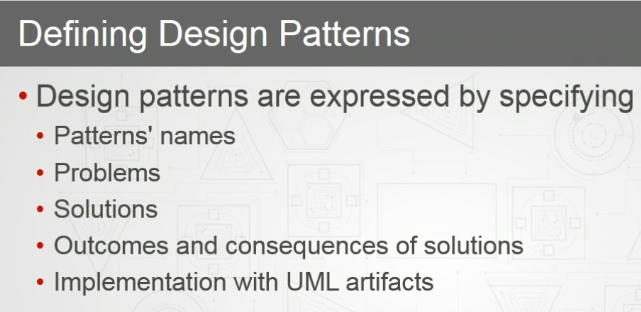 Defining Design Patterns
• Design patterns are expressed by specifying
• Patterns' names
• Problems
• Solutions
• Outcomes and consequences of solutions
• Implementation with UML artifacts